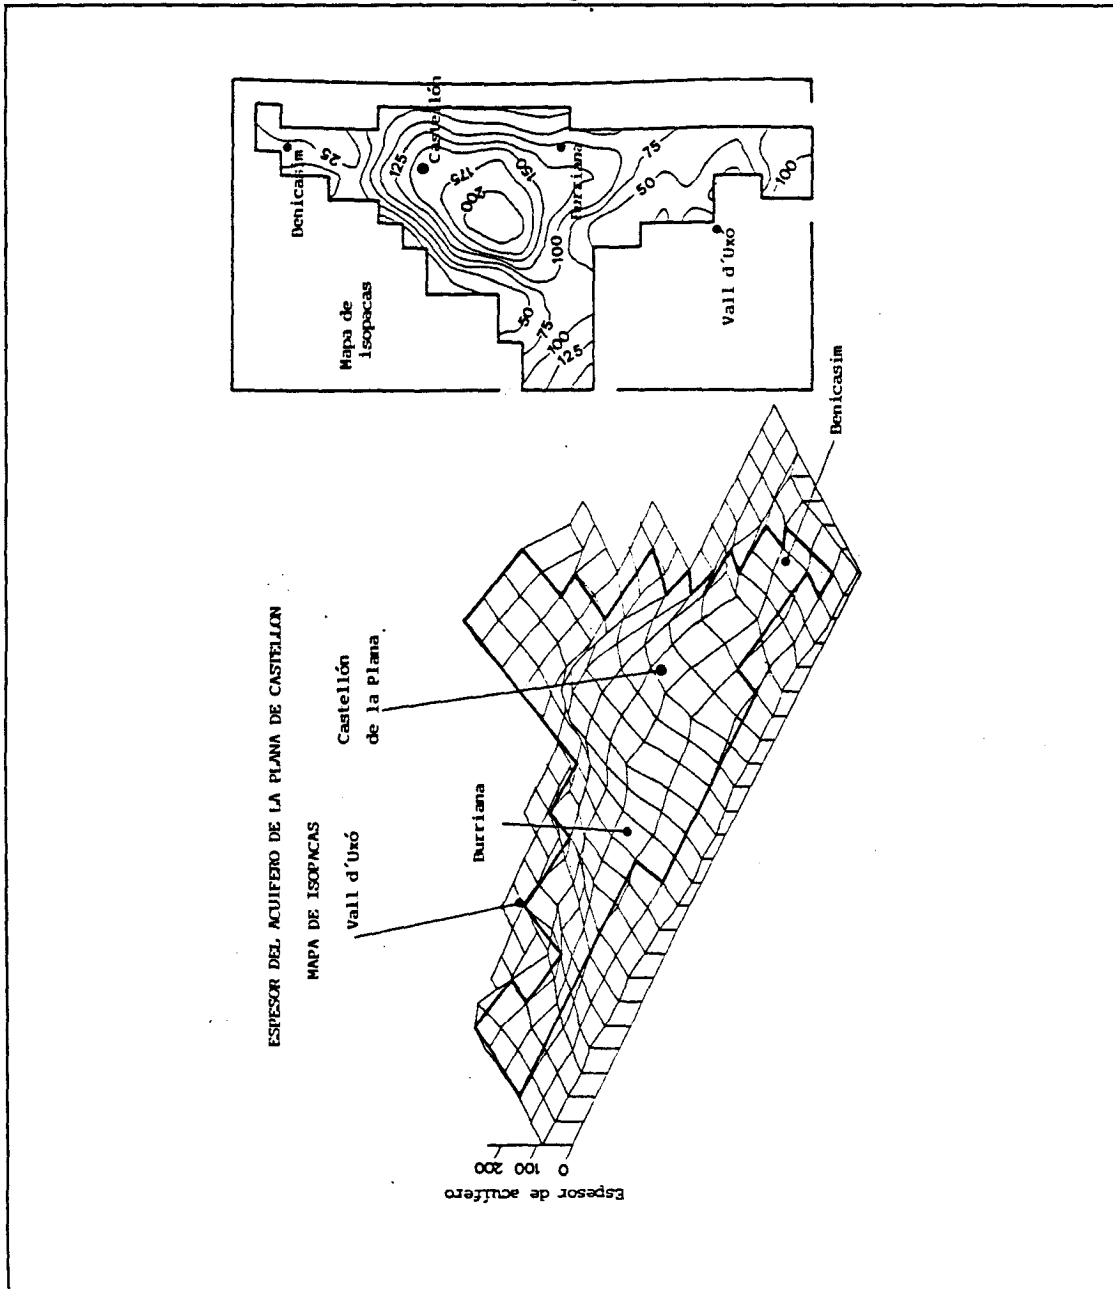 ESPESOR DEL ACUIFERO DE LA PLANA DE CASTELLON
MAPA DE ISOPACAS
Vall d'Uxó
Castellón
de la Plana
Burriana
Benicasim
Espesor de acuífero
200
100
0
Mapa de
isopacas
Benicasim
Castellón
Burriana
Vall d'Uxó
25
125
175
200
150
75
50
100
100
50
75
100
125